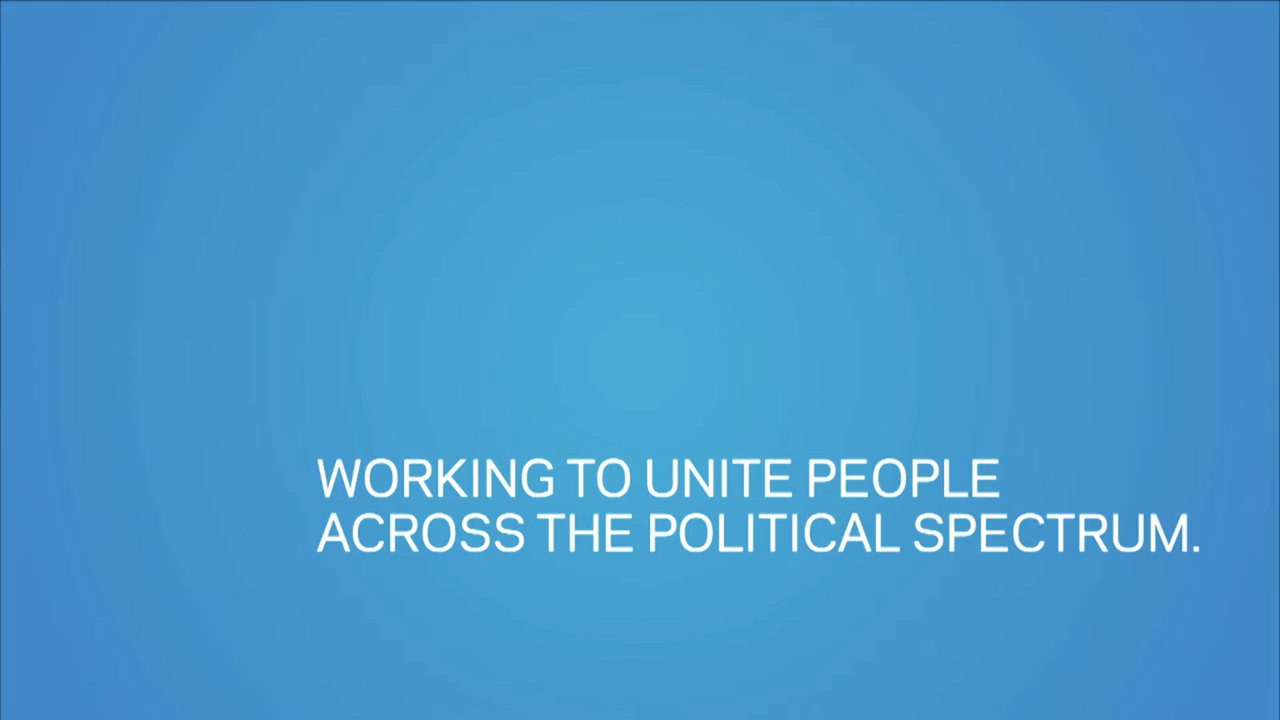 WORKING TO UNITE PEOPLE
ACROSS THE POLITICAL SPECTRUM.